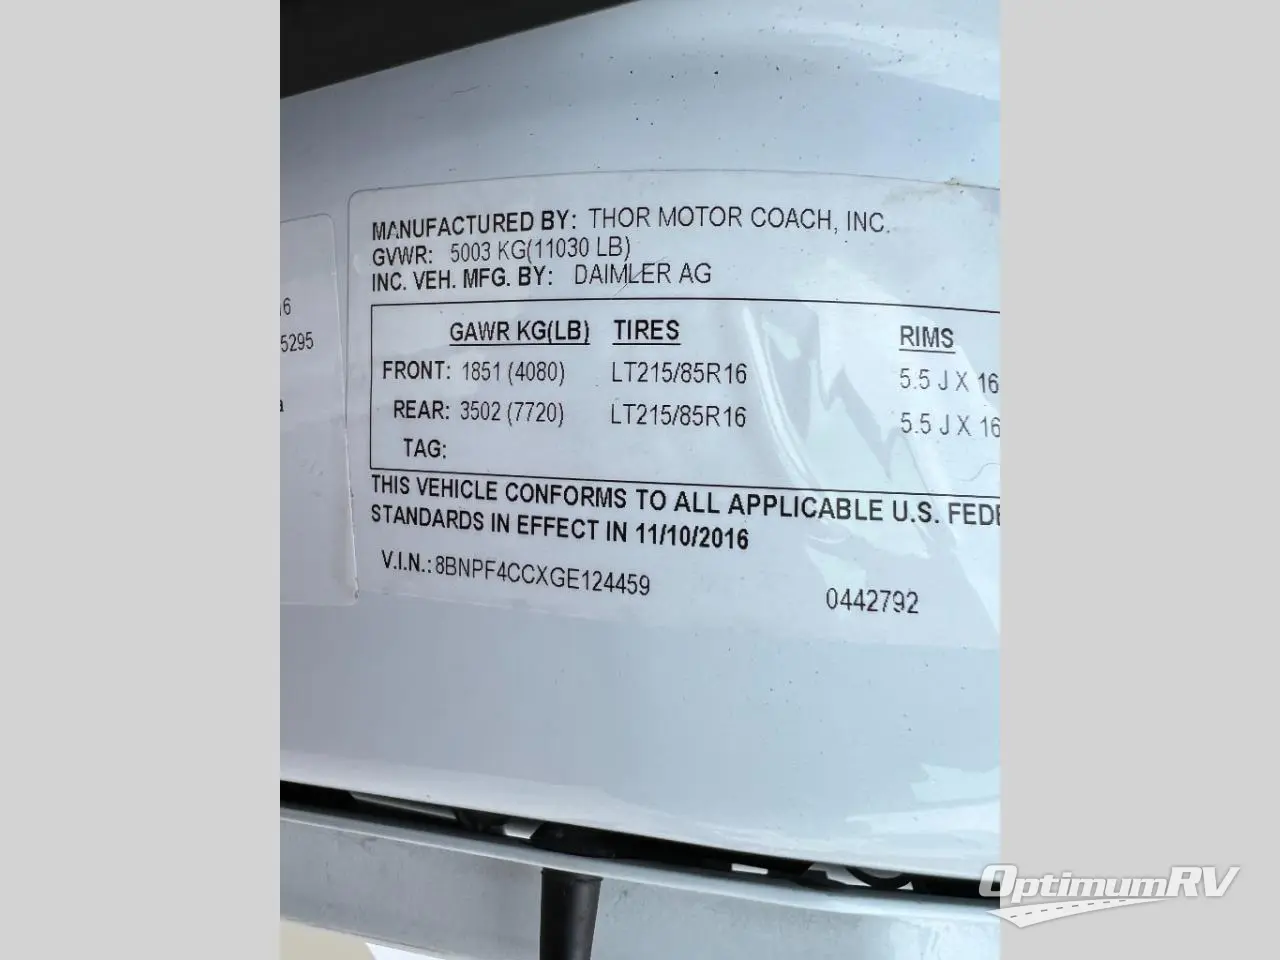 MANUFACTURED BY: THOR MOTOR COACH, INC.
GVWR: 5003 KG(11030 LB)
INC. VEH. MFG. BY: DAIMLER AG
GAWR KG(LB) TIRES RIMS
FRONT: 1851 (4080) LT215/85R16 5.5 J X 16
REAR: 3502 (7720) LT215/85R16 5.5 J X 16
TAG:
THIS VEHICLE CONFORMS TO ALL APPLICABLE U.S. FEDE
STANDARDS IN EFFECT IN 11/10/2016
V.I.N.: 8BNPF4CCXGE124459 0442792
16
5295
a
OptimumRV